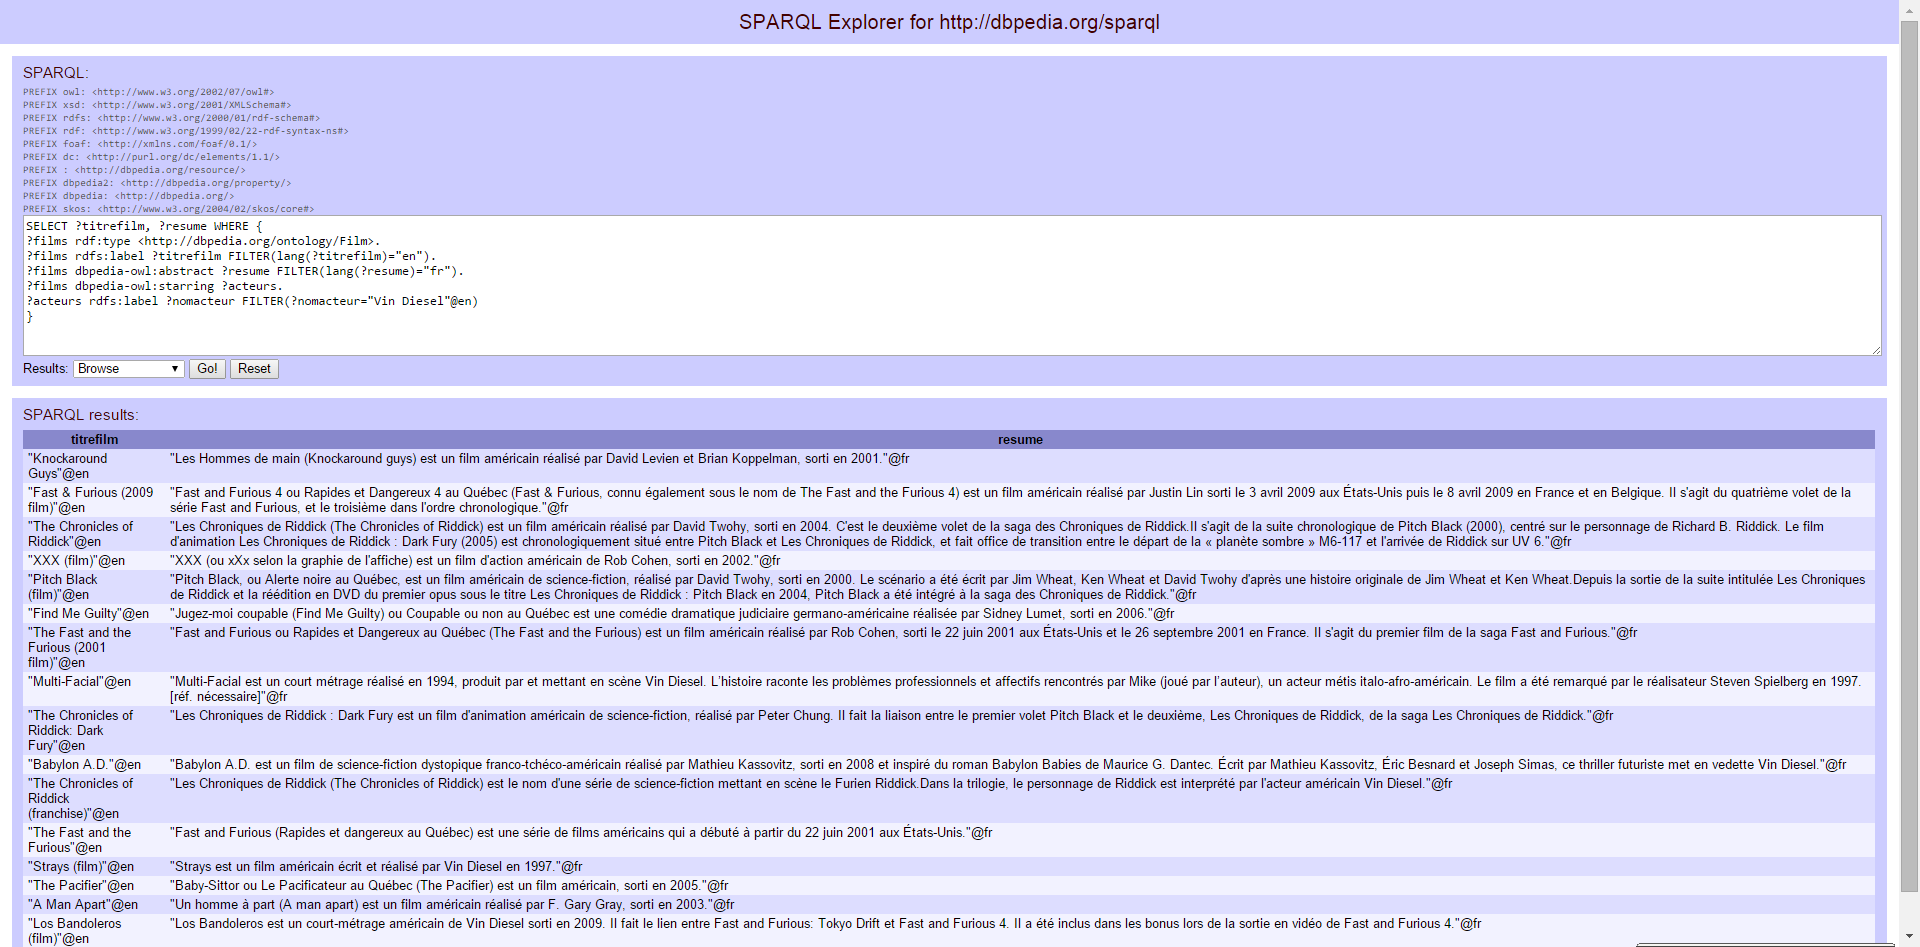 SPARQL Explorer for http://dbpedia.org/sparql
SPARQL:
PREFIX owl: <http://www.w3.org/2002/07/owl#>
PREFIX xsd: <http://www.w3.org/2001/XMLSchema#>
PREFIX rdfs: <http://www.w3.org/2000/01/rdf-schema#>
PREFIX rdf: <http://www.w3.org/1999/02/22-rdf-syntax-ns#>
PREFIX foaf: <http://xmlns.com/foaf/0.1/>
PREFIX dc: <http://purl.org/dc/elements/1.1/>
PREFIX : <http://dbpedia.org/resource/>
PREFIX dbpedia2: <http://dbpedia.org/property/>
PREFIX dbpedia: <http://dbpedia.org/>
PREFIX skos: <http://www.w3.org/2004/02/skos/core#>
SELECT ?titrefilm, ?resume WHERE {
?films rdf:type <http://dbpedia.org/ontology/Film>.
?films rdfs:label ?titrefilm FILTER(lang(?titrefilm)="en").
?films dbpedia-owl:abstract ?resume FILTER(lang(?resume)="fr").
?films dbpedia-owl:starring ?acteurs.
?acteurs rdfs:label ?nomacteur FILTER(?nomacteur="Vin Diesel"@en)
}
Results: Browse Go! Reset
SPARQL results:
titrefilm resume
"Knockaround "Les Hommes de main (Knockaround guys) est un film américain réalisé par David Levien et Brian Koppelman, sorti en 2001."@fr
Guys"@en
"Fast & Furious (2009 "Fast and Furious 4 ou Rapides et Dangereux 4 au Québec (Fast & Furious, connu également sous le nom de The Fast and the Furious 4) est un film américain réalisé par Justin Lin sorti le 3 avril 2009 aux États-Unis puis le 8 avril 2009 en France et en Belgique. Il s'agit du quatrième volet de la
film)"@en série Fast and Furious, et le troisième dans l'ordre chronologique."@fr
"The Chronicles of "Les Chroniques de Riddick (The Chronicles of Riddick) est un film américain réalisé par David Twohy, sorti en 2004. C'est le deuxième volet de la saga des Chroniques de Riddick.Il s'agit de la suite chronologique de Pitch Black (2000), centré sur le personnage de Richard B. Riddick. Le film
Riddick"@en d'animation Les Chroniques de Riddick : Dark Fury (2005) est chronologiquement situé entre Pitch Black et Les Chroniques de Riddick, et fait office de transition entre le départ de la « planète sombre » M6-117 et l'arrivée de Riddick sur UV 6."@fr
"XXX (film)"@en "XXX (ou xXx selon la graphie de l'affiche) est un film d'action américain de Rob Cohen, sorti en 2002."@fr
"Pitch Black "Pitch Black, ou Alerte noire au Québec, est un film américain de science-fiction, réalisé par David Twohy, sorti en 2000. Le scénario a été écrit par Jim Wheat, Ken Wheat et David Twohy d'après une histoire originale de Jim Wheat et Ken Wheat.Depuis la sortie de la suite intitulée Les Chroniques
(film)"@en de Riddick et la réédition en DVD du premier opus sous le titre Les Chroniques de Riddick : Pitch Black en 2004, Pitch Black a été intégré à la saga des Chroniques de Riddick."@fr
"Find Me Guilty"@en "Jugez-moi coupable (Find Me Guilty) ou Coupable ou non au Québec est une comédie dramatique judiciaire germano-américaine réalisée par Sidney Lumet, sorti en 2006."@fr
"The Fast and the "Fast and Furious ou Rapides et Dangereux au Québec (The Fast and the Furious) est un film américain réalisé par Rob Cohen, sorti le 22 juin 2001 aux États-Unis et le 26 septembre 2001 en France. Il s'agit du premier film de la saga Fast and Furious."@fr
Furious (2001
film)"@en
"Multi-Facial"@en "Multi-Facial est un court métrage réalisé en 1994, produit par et mettant en scène Vin Diesel. L'histoire raconte les problèmes professionnels et affectifs rencontrés par Mike (joué par l'auteur), un acteur métis italo-afro-américain. Le film a été remarqué par le réalisateur Steven Spielberg en 1997.
[réf. nécessaire]"@fr
"The Chronicles of "Les Chroniques de Riddick : Dark Fury est un film d'animation américain de science-fiction, réalisé par Peter Chung. Il fait la liaison entre le premier volet Pitch Black et le deuxième, Les Chroniques de Riddick, de la saga Les Chroniques de Riddick."@fr
Riddick: Dark
Fury"@en
"Babylon A.D."@en "Babylon A.D. est un film de science-fiction dystopique franco-tchéco-américain réalisé par Mathieu Kassovitz, sorti en 2008 et inspiré du roman Babylon Babies de Maurice G. Dantec. Écrit par Mathieu Kassovitz, Éric Besnard et Joseph Simas, ce thriller futuriste met en vedette Vin Diesel."@fr
"The Chronicles of "Les Chroniques de Riddick (The Chronicles of Riddick) est le nom d'une série de science-fiction mettant en scène le Furien Riddick.Dans la trilogie, le personnage de Riddick est interprété par l'acteur américain Vin Diesel."@fr
Riddick
(franchise)"@en
"The Fast and the "Fast and Furious (Rapides et dangereux au Québec) est une série de films américains qui a débuté à partir du 22 juin 2001 aux États-Unis."@fr
Furious"@en
"Strays (film)"@en "Strays est un film américain écrit et réalisé par Vin Diesel en 1997."@fr
"The Pacifier"@en "Baby-Sittor ou Le Pacificateur au Québec (The Pacifier) est un film américain, sorti en 2005."@fr
"A Man Apart"@en "Un homme à part (A man apart) est un film américain réalisé par F. Gary Gray, sorti en 2003."@fr
"Los Bandoleros "Los Bandoleros est un court-métrage américain de Vin Diesel sorti en 2009. Il fait le lien entre Fast and Furious: Tokyo Drift et Fast and Furious 4. Il a été inclus dans les bonus lors de la sortie en vidéo de Fast and Furious 4."@fr
(film)"@en